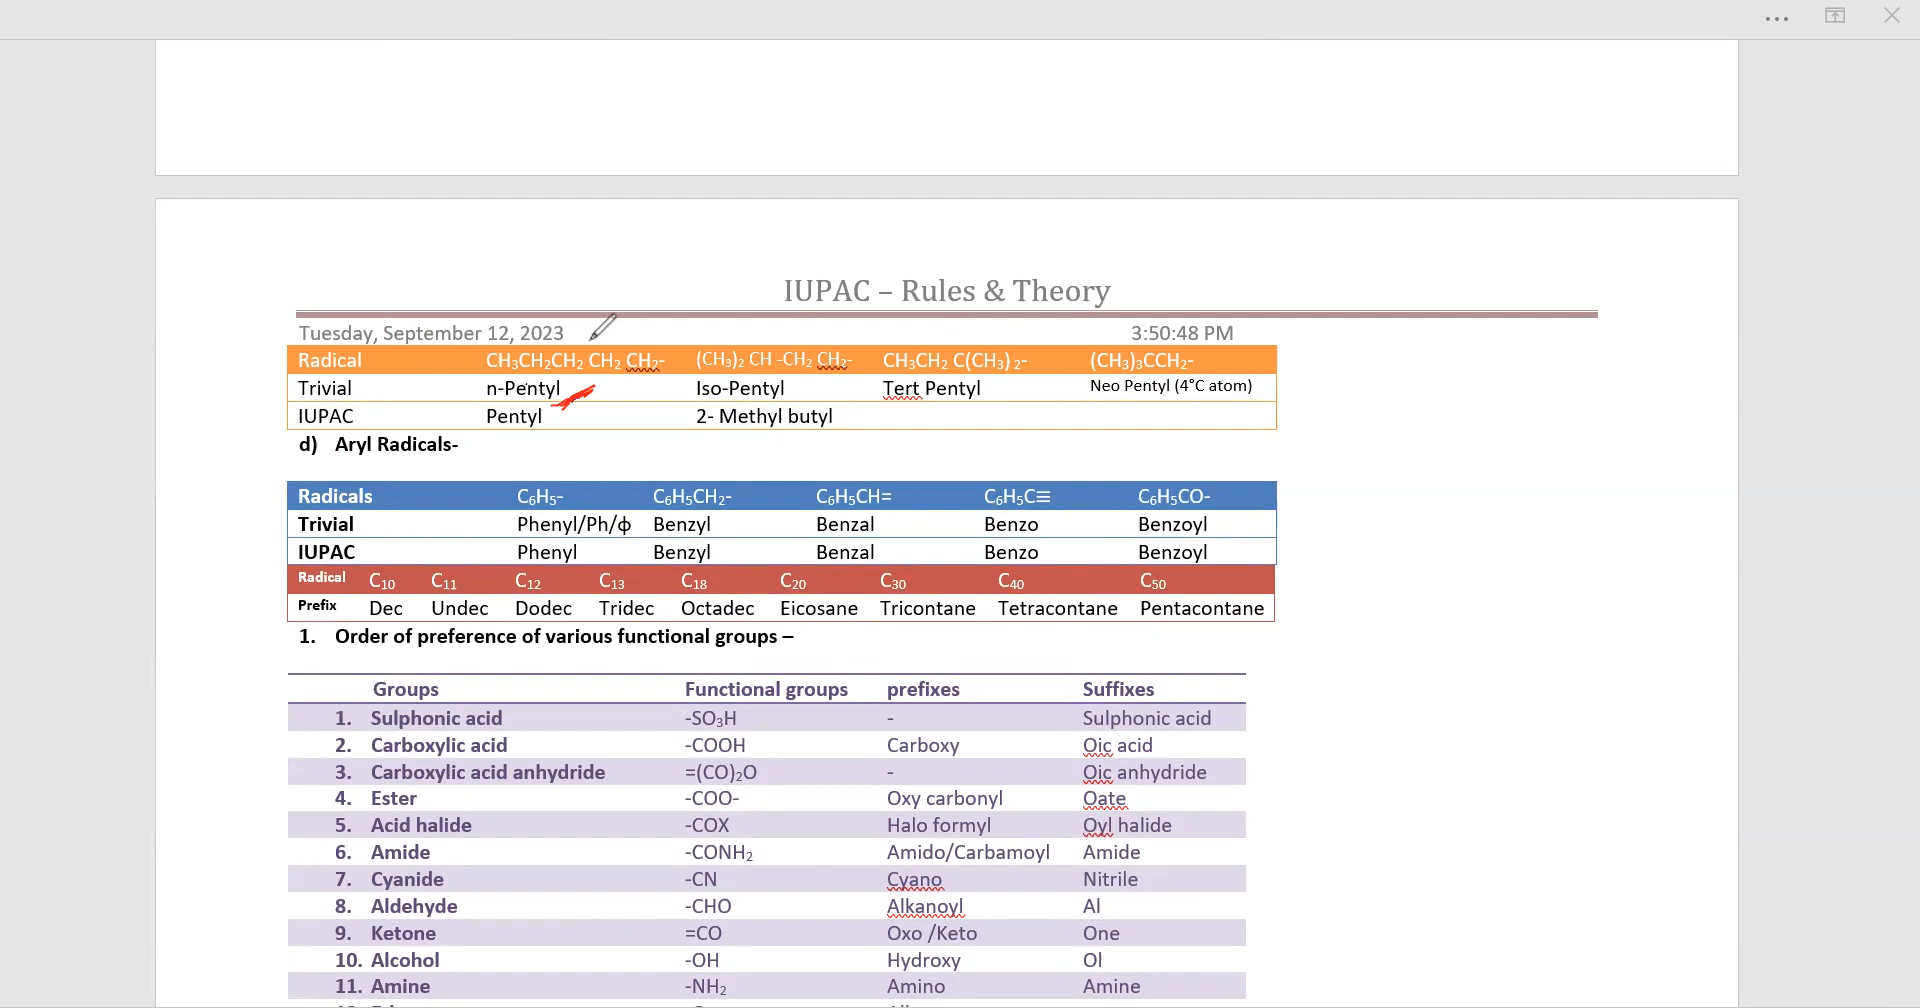 IUPAC – Rules & Theory
Tuesday, September 12, 2023 3:50:48 PM
Radical CH₃CH₂CH₂ CH₂ CH₂- (CH₃)₂ CH -CH₂ CH₂- CH₃CH₂ C(CH₃) ₂- (CH₃)₃CCH₂-
Trivial n-Pentyl Iso-Pentyl Tert Pentyl Neo Pentyl (4°C atom)
IUPAC Pentyl 2- Methyl butyl
d) Aryl Radicals-
Radicals C₆H₅- C₆H₅CH₂- C₆H₅CH= C₆H₅C≡ C₆H₅CO-
Trivial Phenyl/Ph/ф Benzyl Benzal Benzo Benzoyl
IUPAC Phenyl Benzyl Benzal Benzo Benzoyl
Radical C₁₀ C₁₁ C₁₂ C₁₃ C₁₈ C₂₀ C₃₀ C₄₀ C₅₀
Prefix Dec Undec Dodec Tridec Octadec Eicosane Tricontane Tetracontane Pentacontane
1. Order of preference of various functional groups –
Groups Functional groups prefixes Suffixes
1. Sulphonic acid -SO₃H - Sulphonic acid
2. Carboxylic acid -COOH Carboxy Oic acid
3. Carboxylic acid anhydride =(CO)₂O - Oic anhydride
4. Ester -COO- Oxy carbonyl Oate
5. Acid halide -COX Halo formyl Oyl halide
6. Amide -CONH₂ Amido/Carbamoyl Amide
7. Cyanide -CN Cyano Nitrile
8. Aldehyde -CHO Alkanoyl Al
9. Ketone =CO Oxo /Keto One
10. Alcohol -OH Hydroxy Ol
11. Amine -NH₂ Amino Amine